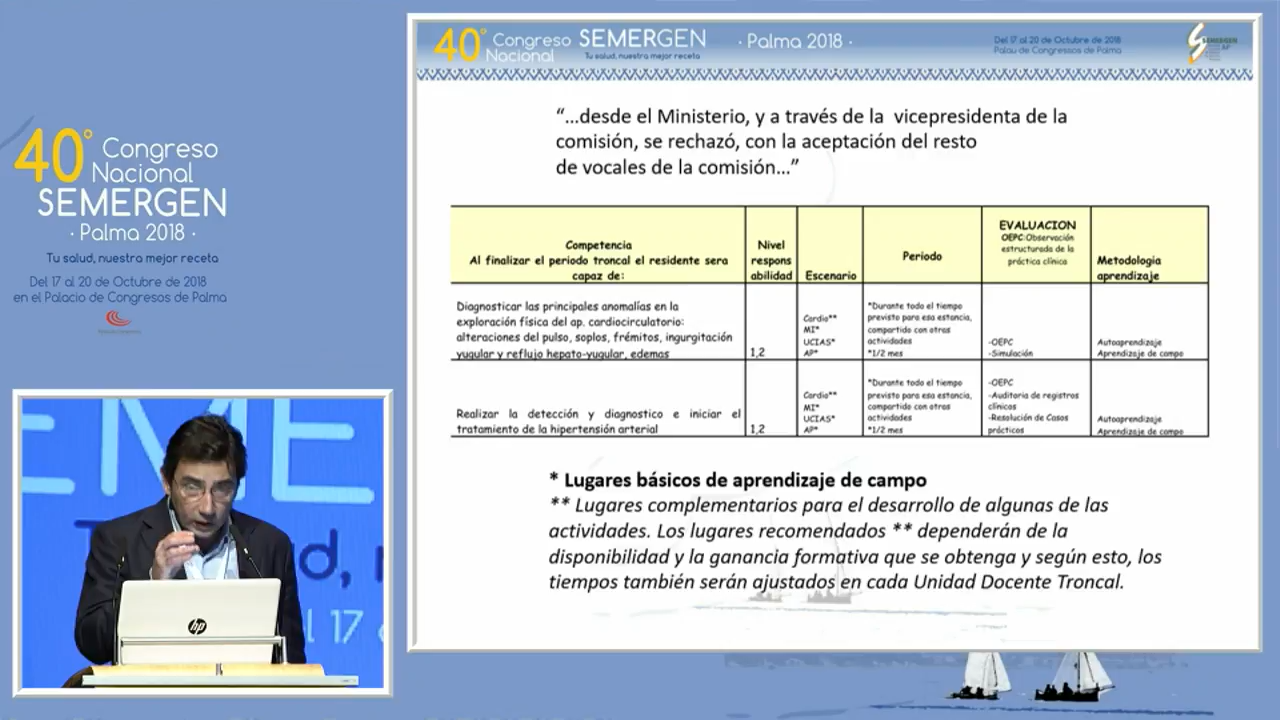 40° Congreso
Nacional
SEMERGEN
· Palma 2018 ·
Tu salud, nuestra mejor receta
Del 17 al 20 de Octubre de 2018
en el Palacio de Congresos de Palma
EME
d,
l 17
hp
40° Congreso Nacional SEMERGEN · Palma 2018 ·
Tu salud, nuestra mejor receta
Del 17 al 20 de Octubre de 2018
Palau de Congressos de Palma
SEMERGEN
AP
“...desde el Ministerio, y a través de la vicepresidenta de la
comisión, se rechazó, con la aceptación del resto
de vocales de la comisión...”
Competencia
Al finalizar el periodo troncal el residente sera
capaz de:
Nivel
respons
abilidad
Escenario
Periodo
EVALUACION
OEPC:Observación
estructurada de la
práctica clínica
Metodologia
aprendizaje
Diagnosticar las principales anomalías en la
exploración física del ap. cardiocirculatorio:
alteraciones del pulso, soplos, frémitos, ingurgitación
yugular y reflujo hepato-yugular, edemas
1,2
Cardio**
MI*
UCIAS*
AP*
*Durante todo el tiempo
previsto para esa estancia,
compartido con otras
actividades
*1/2 mes
-OEPC
-Simulación
Autoaprendizaje
Aprendizaje de campo
Realizar la detección y diagnostico e iniciar el
tratamiento de la hipertensión arterial
1,2
Cardio**
MI*
UCIAS*
AP*
*Durante todo el tiempo
previsto para esa estancia,
compartido con otras
actividades
*1/2 mes
-OEPC
-Auditoria de registros
clínicos
-Resolución de Casos
prácticos
Autoaprendizaje
Aprendizaje de campo
* Lugares básicos de aprendizaje de campo
** Lugares complementarios para el desarrollo de algunas de las
actividades. Los lugares recomendados ** dependerán de la
disponibilidad y la ganancia formativa que se obtenga y según esto, los
tiempos también serán ajustados en cada Unidad Docente Troncal.